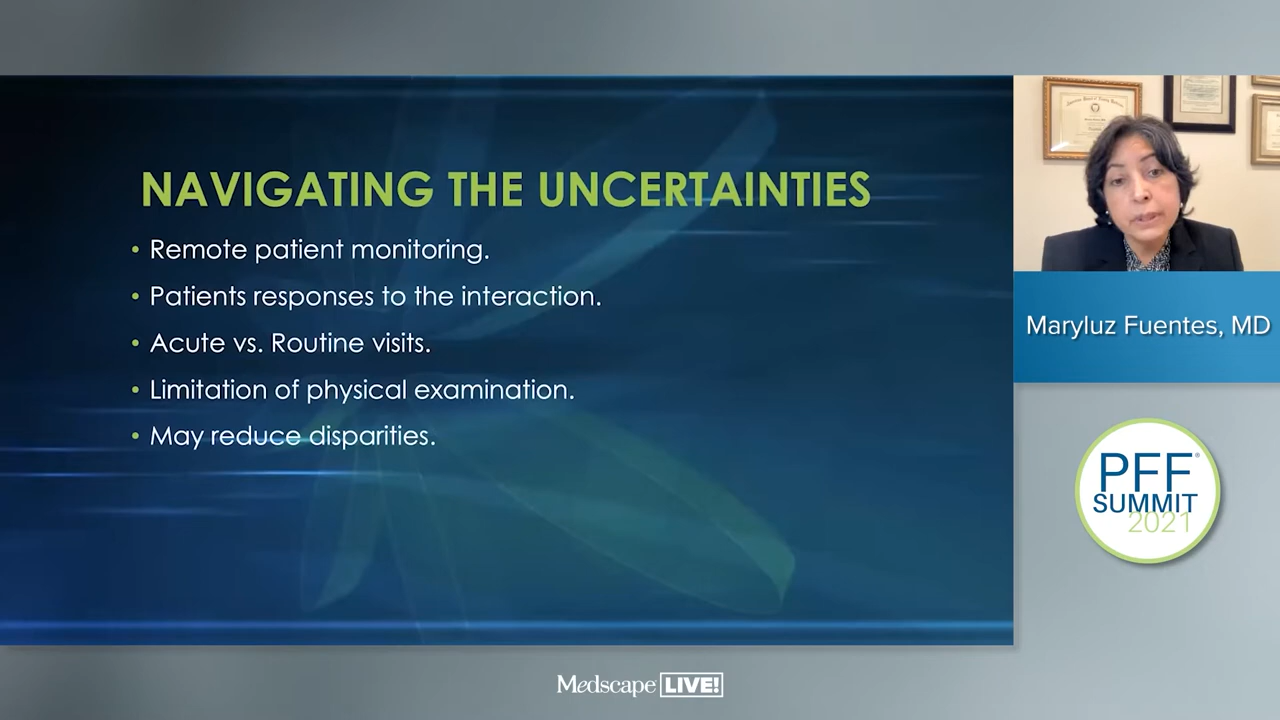 NAVIGATING THE UNCERTAINTIES
• Remote patient monitoring.
• Patients responses to the interaction.
• Acute vs. Routine visits.
• Limitation of physical examination.
• May reduce disparities.
Maryluz Fuentes, MD
PFF®
SUMMIT
2021
Medscape LIVE!